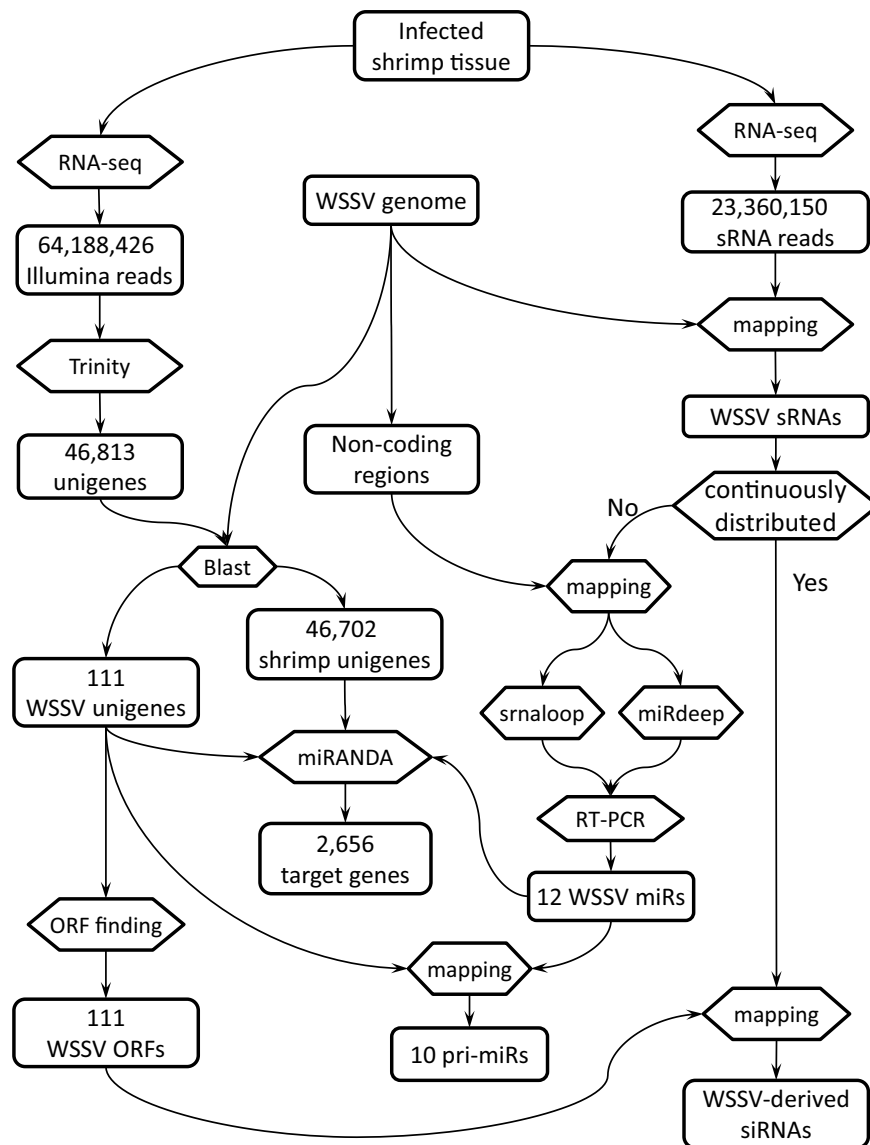 Infected
shrimp tissue
RNA-seq
RNA-seq
WSSV genome
23,360,150
sRNA reads
64,188,426
Illumina reads
mapping
Trinity
WSSV sRNAs
46,813
unigenes
Non-coding
regions
continuously
distributed
No
Yes
Blast
mapping
46,702
shrimp unigenes
111
WSSV unigenes
srnaloop
miRdeep
miRANDA
RT-PCR
2,656
target genes
12 WSSV miRs
ORF finding
mapping
111
WSSV ORFs
mapping
10 pri-miRs
WSSV-derived
siRNAs